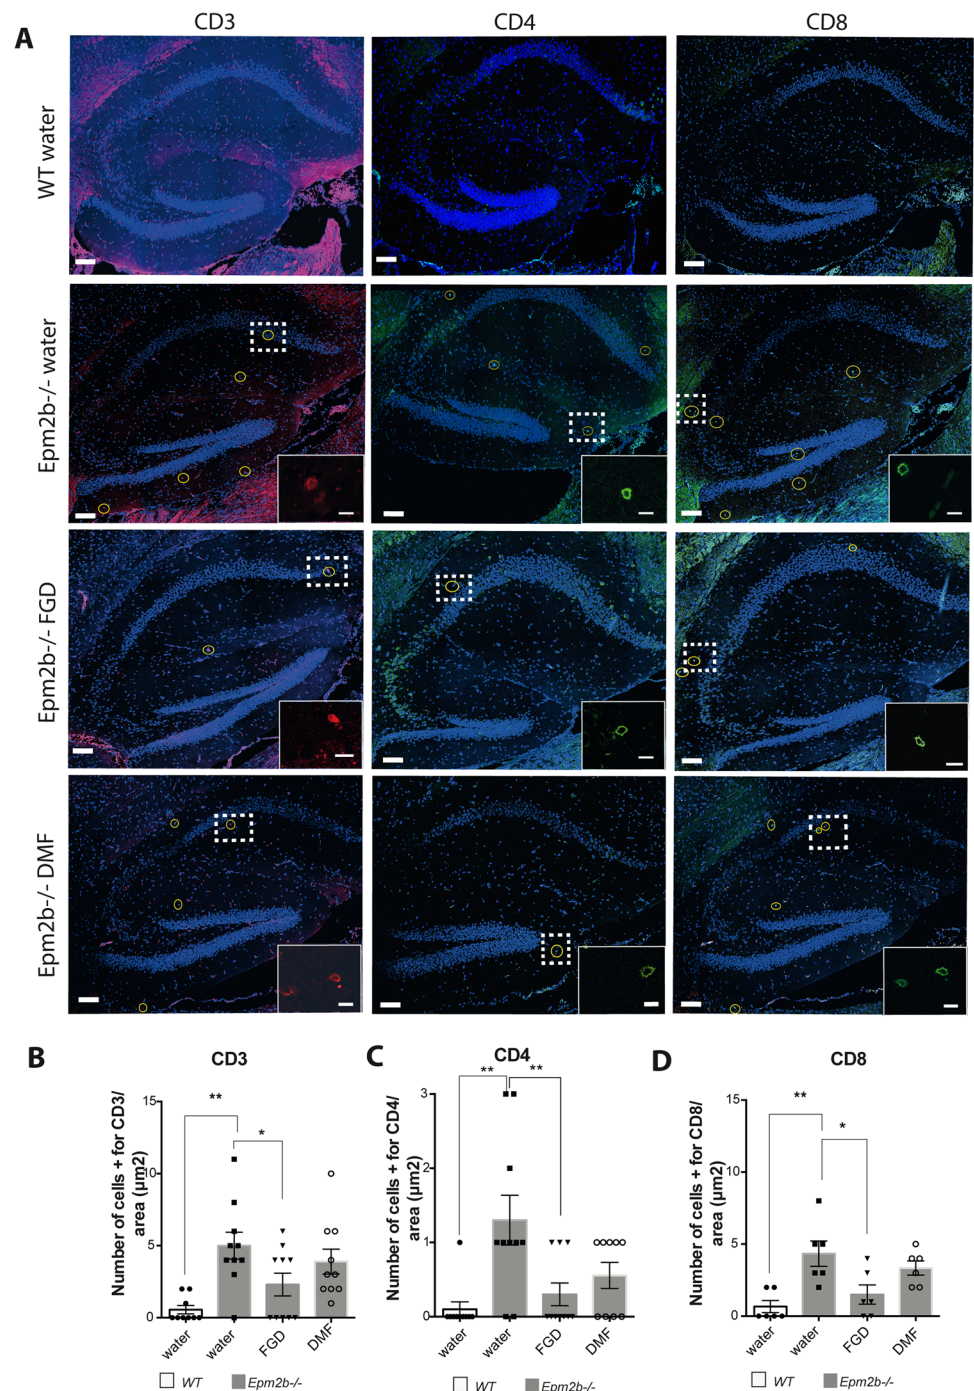 CD3 CD4 CD8
A
WT water
Epm2b-/- water
Epm2b-/- FGD
Epm2b-/- DMF
B
CD3
Number of cells + for CD3/
area (µm2)
15
10
5
0
**
*
water water FGD DMF
WT Epm2b-/-
C
CD4
Number of cells + for CD4/
area (µm2)
3
2
1
0
**
**
water water FGD DMF
WT Epm2b-/-
D
CD8
Number of cells + for CD8/
area (µm2)
15
10
5
0
**
*
water water FGD DMF
WT Epm2b-/-